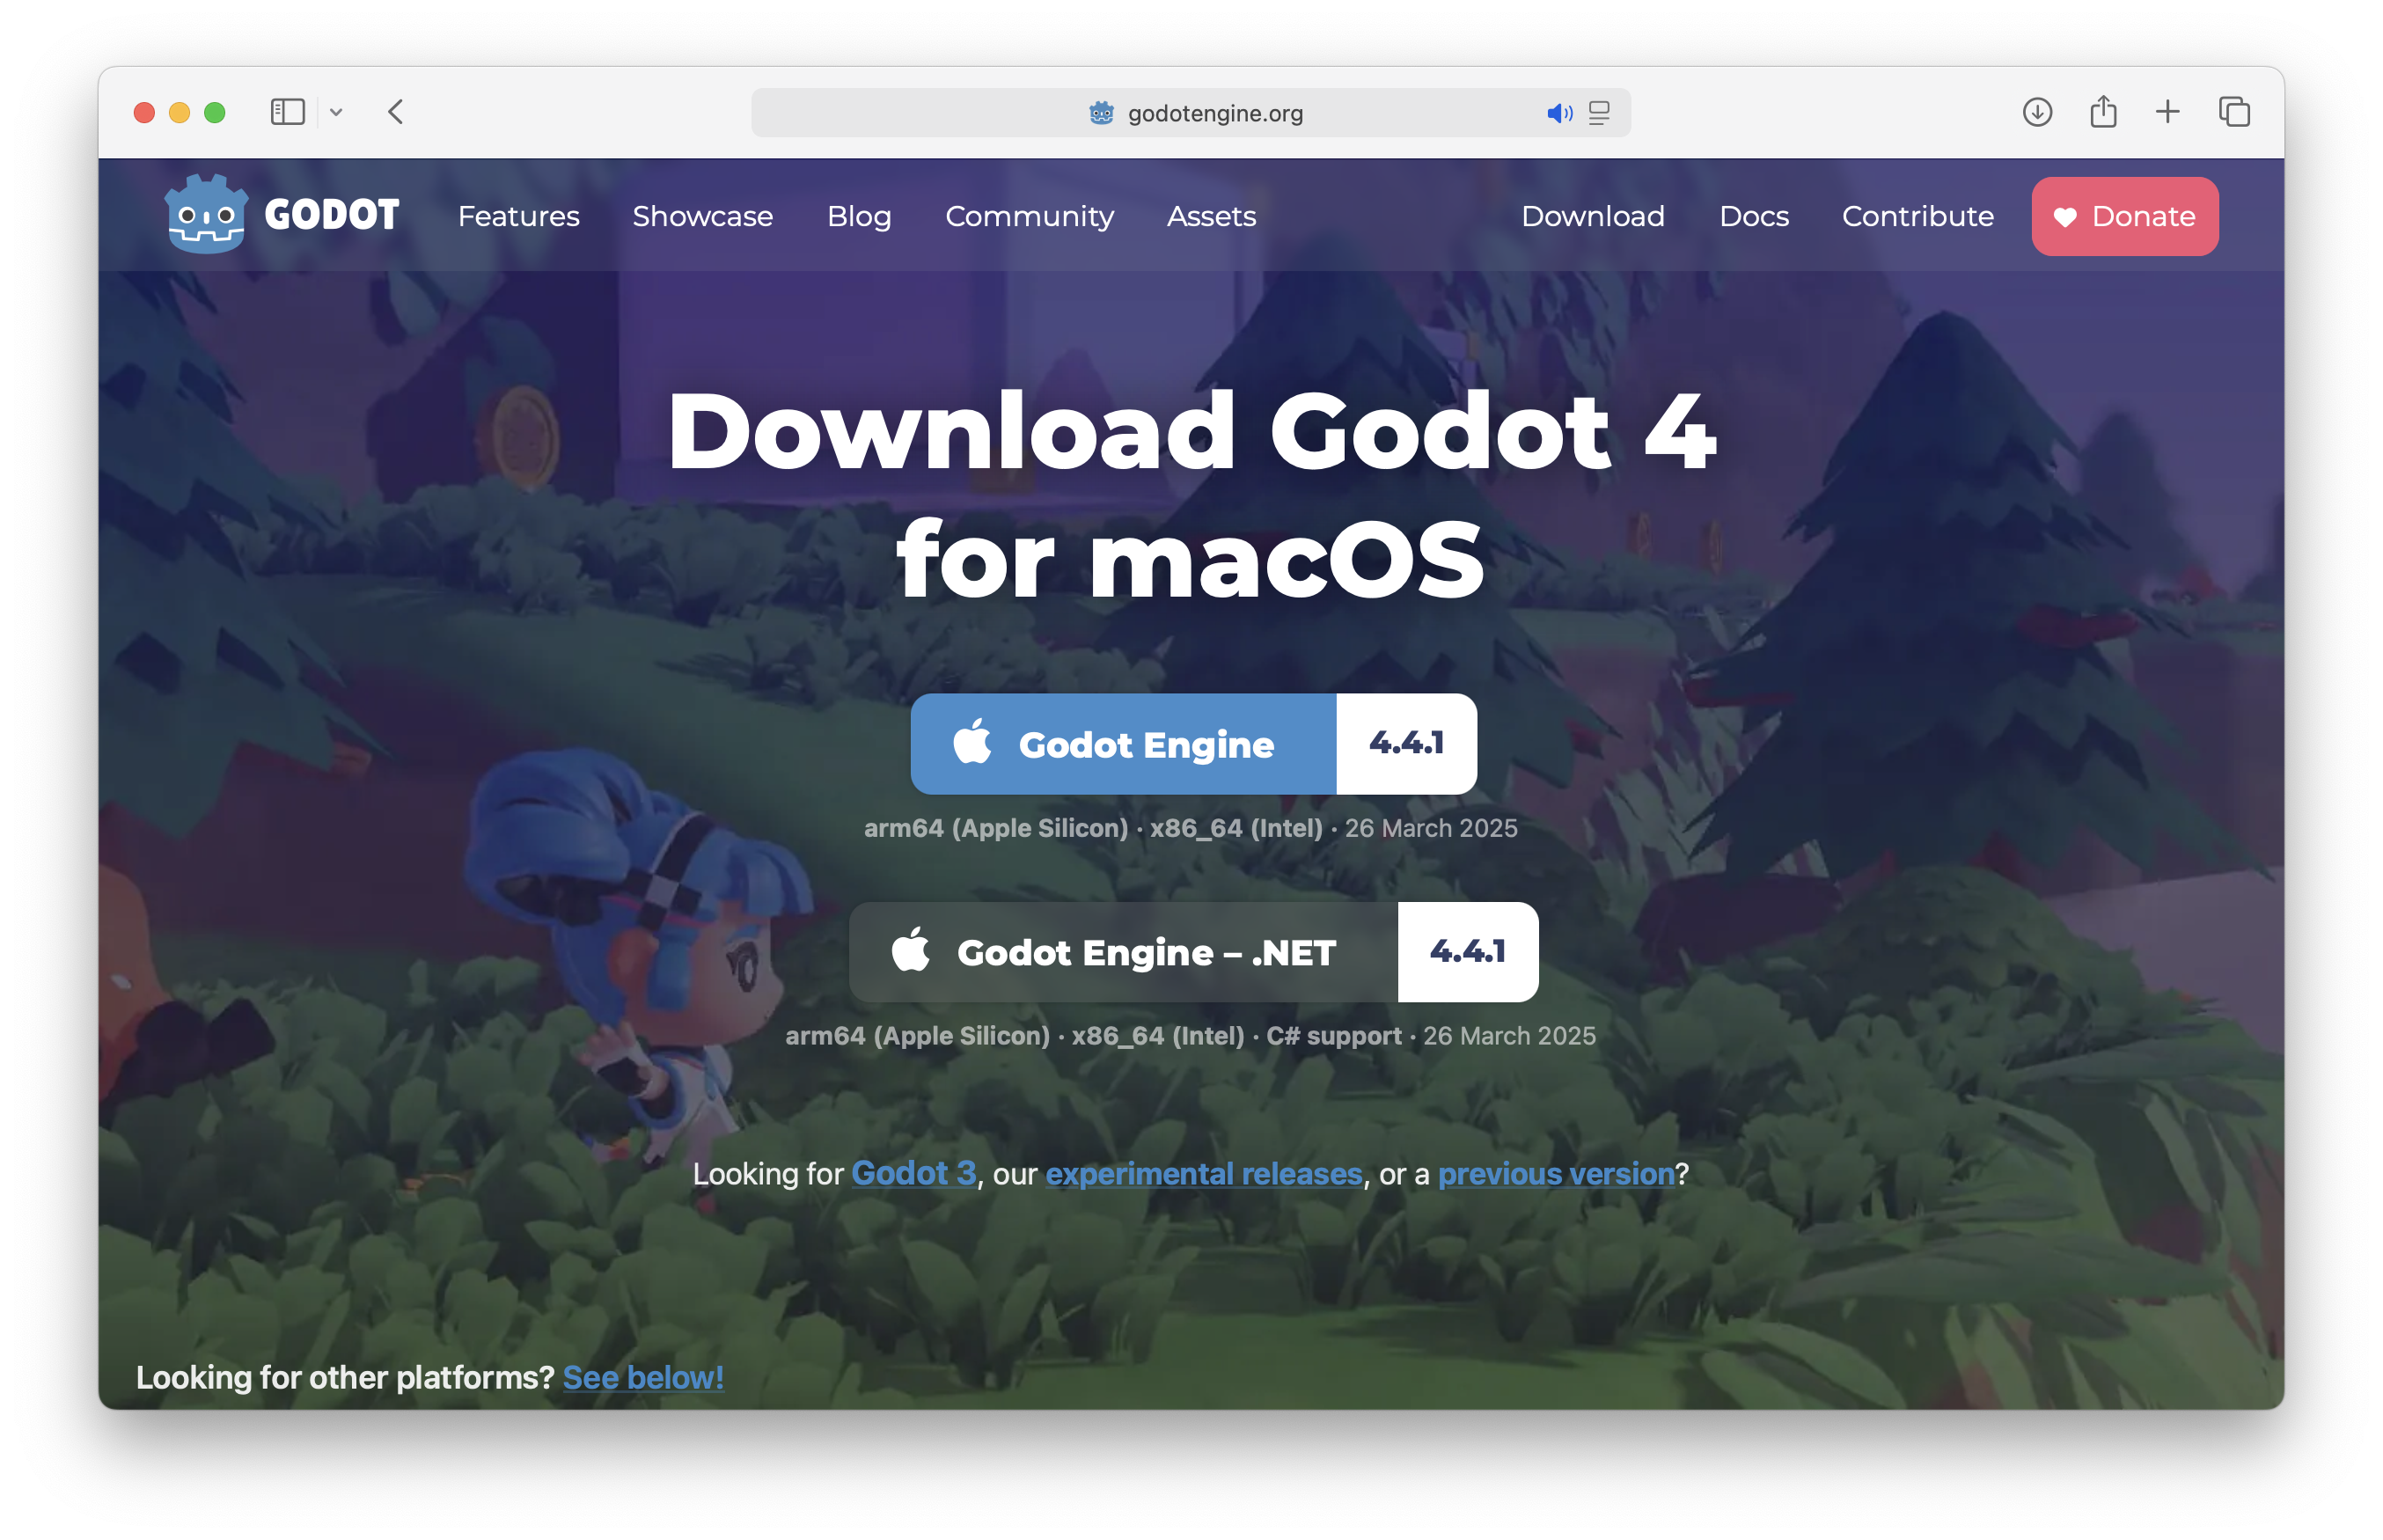 godotengine.org
GODOT Features Showcase Blog Community Assets Download Docs Contribute Donate
Download Godot 4
for macOS
Godot Engine 4.4.1
arm64 (Apple Silicon) · x86_64 (Intel) · 26 March 2025
Godot Engine – .NET 4.4.1
arm64 (Apple Silicon) · x86_64 (Intel) · C# support · 26 March 2025
Looking for Godot 3, our experimental releases, or a previous version?
Looking for other platforms? See below!